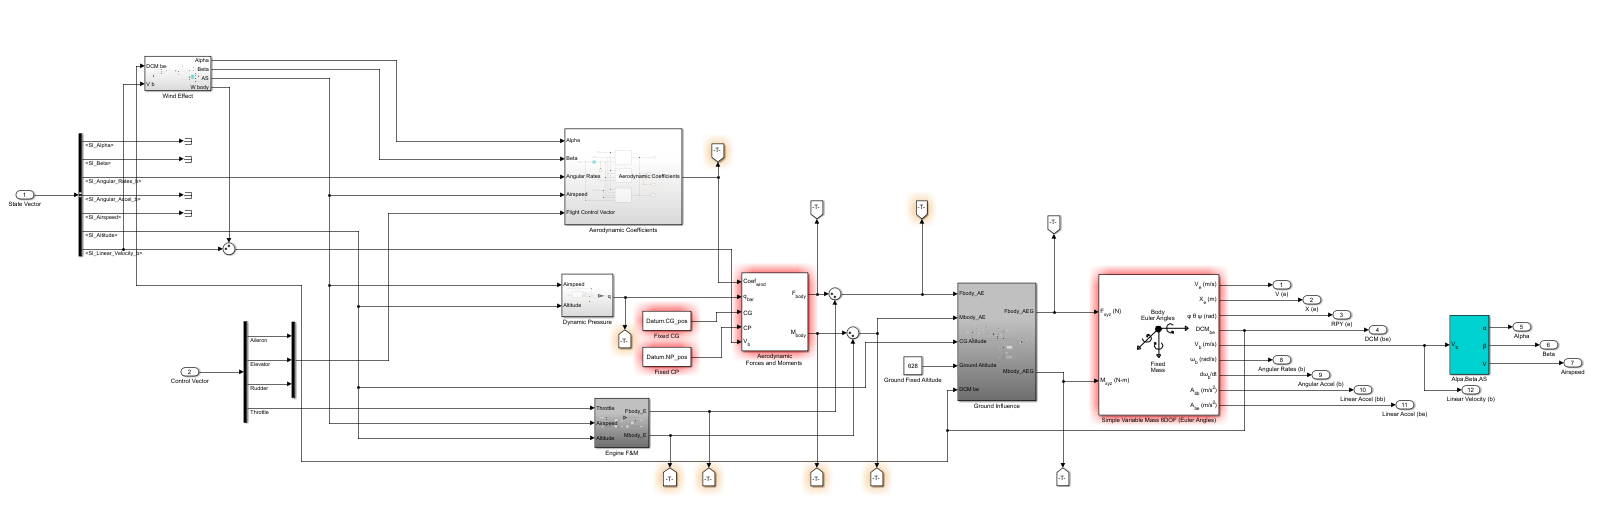 DCM be
V b
Alpha
Beta
AS
W body
Wind Effect
<SI_Alpha>
<SI_Beta>
<SI_Angular_Rates_b>
<SI_Angular_Accel_b>
<SI_Airspeed>
<SI_Altitude>
<SI_Linear_Velocity_b>
1
State Vector
Alpha
Beta
Angular Rates
Airspeed
Flight Control Vector
Aerodynamic Coefficients
Aerodynamic Coefficients
-T-
-T-
-T-
-T-
Airspeed
Altitude
q
Dynamic Pressure
-T-
Datum.CG_pos
Fixed CG
Datum.NP_pos
Fixed CP
Coef wind
q bar
CG
CP
V b
F body
M body
Aerodynamic
Forces and Moments
2
Control Vector
Aileron
Elevator
Rudder
Throttle
Throttle
Airspeed
Altitude
Fbody_E
Mbody_E
Engine F&M
-T-
-T-
-T-
-T-
-T-
628
Ground Fixed Altitude
Fbody_AE
Mbody_AE
CG Altitude
Ground Altitude
DCM be
Fbody_AEG
Mbody_AEG
Ground Influence
F xyz (N)
M xyz (N-m)
Body
Euler Angles
Fixed
Mass
V e (m/s)
X e (m)
φ θ ψ (rad)
DCM be
V b (m/s)
ω b (rad/s)
dω b /dt
A bb (m/s²)
A be (m/s²)
Simple Variable Mass 6DOF (Euler Angles)
1
V (e)
2
X (e)
3
RPY (e)
4
DCM (be)
8
Angular Rates (b)
9
Angular Accel (b)
10
Linear Accel (bb)
11
Linear Accel (be)
V b
α
β
V
Alpa,Beta,AS
12
Linear Velocity (b)
5
Alpha
6
Beta
7
Airspeed